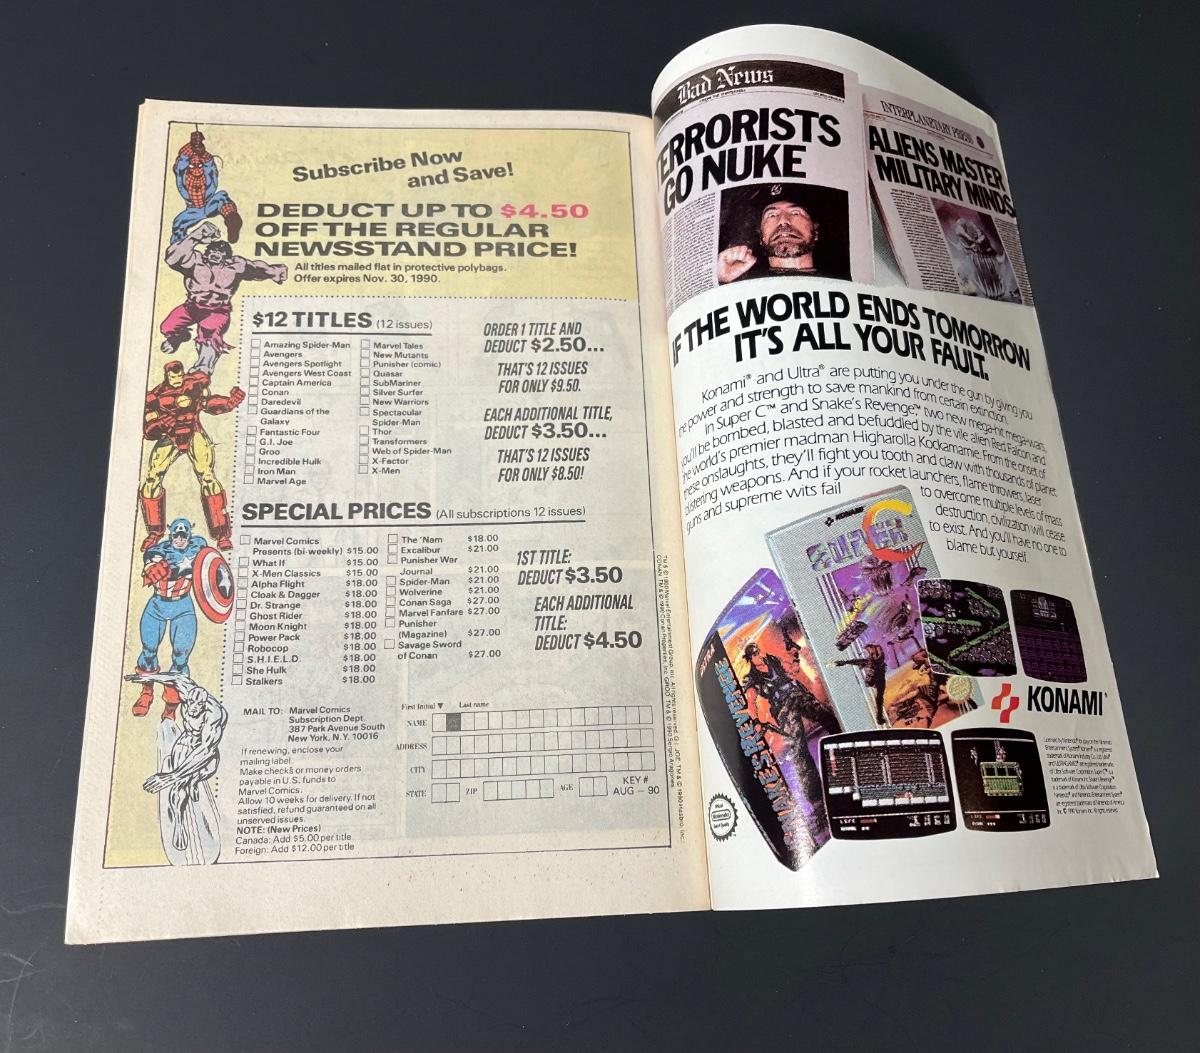 Subscribe Now
and Save!
DEDUCT UP TO $4.50
OFF THE REGULAR
NEWSSTAND PRICE!
All titles mailed flat in protective polybags.
Offer expires Nov. 30, 1990.
$12 TITLES (12 issues)
Amazing Spider-Man
Avengers
Avengers Spotlight
Avengers West Coast
Captain America
Conan
Daredevil
Guardians of the
Galaxy
Fantastic Four
G.I. Joe
Groo
Incredible Hulk
Iron Man
Marvel Age
Marvel Tales
New Mutants
Punisher (comic)
Quasar
SubMariner
Silver Surfer
New Warriors
Spectacular
Spider-Man
Thor
Transformers
Web of Spider-Man
X-Factor
X-Men
ORDER 1 TITLE AND
DEDUCT $2.50...
THAT'S 12 ISSUES
FOR ONLY $9.50.
EACH ADDITIONAL TITLE,
DEDUCT $3.50...
THAT'S 12 ISSUES
FOR ONLY $8.50!
SPECIAL PRICES (All subscriptions 12 issues)
Marvel Comics
Presents (bi-weekly) $15.00
What If $15.00
X-Men Classics $15.00
Alpha Flight $18.00
Cloak & Dagger $18.00
Dr. Strange $18.00
Ghost Rider $18.00
Moon Knight $18.00
Power Pack $18.00
Robocop $18.00
S.H.I.E.L.D. $18.00
She Hulk $18.00
Stalkers $18.00
The 'Nam $18.00
Excalibur $21.00
Punisher War
Journal $21.00
Spider-Man $21.00
Wolverine $21.00
Conan Saga $27.00
Marvel Fanfare $27.00
Punisher
(Magazine) $27.00
Savage Sword
of Conan $27.00
1ST TITLE:
DEDUCT $3.50
EACH ADDITIONAL
TITLE:
DEDUCT $4.50
MAIL TO: Marvel Comics
Subscription Dept.
387 Park Avenue South
New York, N.Y. 10016
If renewing, enclose your
mailing label.
Make checks or money orders
payable in U.S. funds to
Marvel Comics.
Allow 10 weeks for delivery. If not
satisfied, refund guaranteed on all
unserved issues.
NOTE: (New Prices)
Canada: Add $5.00 per title
Foreign: Add $12.00 per title
First Initial ▼ Last name
NAME
ADDRESS
CITY
STATE ZIP AGE
KEY #
AUG – 90
Bad News
TERRORISTS
GO NUKE
INTERPLANETARY PRESS
ALIENS MASTER
MILITARY MINDS
IF THE WORLD ENDS TOMORROW
IT'S ALL YOUR FAULT.
Konami® and Ultra® are putting you under the gun by giving you
the power and strength to save mankind from certain extinction.
In Super C™ and Snake's Revenge™ two new mega-hit mega-wars,
you'll be bombed, blasted and befuddled by the vile alien Red Falcon and
the world's premier madman Higharolla Kockamamie. From the onset of
these onslaughts, they'll fight you tooth and claw with thousands of planet
blistering weapons. And if your rocket launchers, flame throwers, laser
guns and supreme wits fail
to overcome multiple levels of mass
destruction, civilization will cease
to exist. And you'll have no one to
blame but yourself.
KONAMI
SUPER C
SNAKE'S REVENGE
KONAMI®